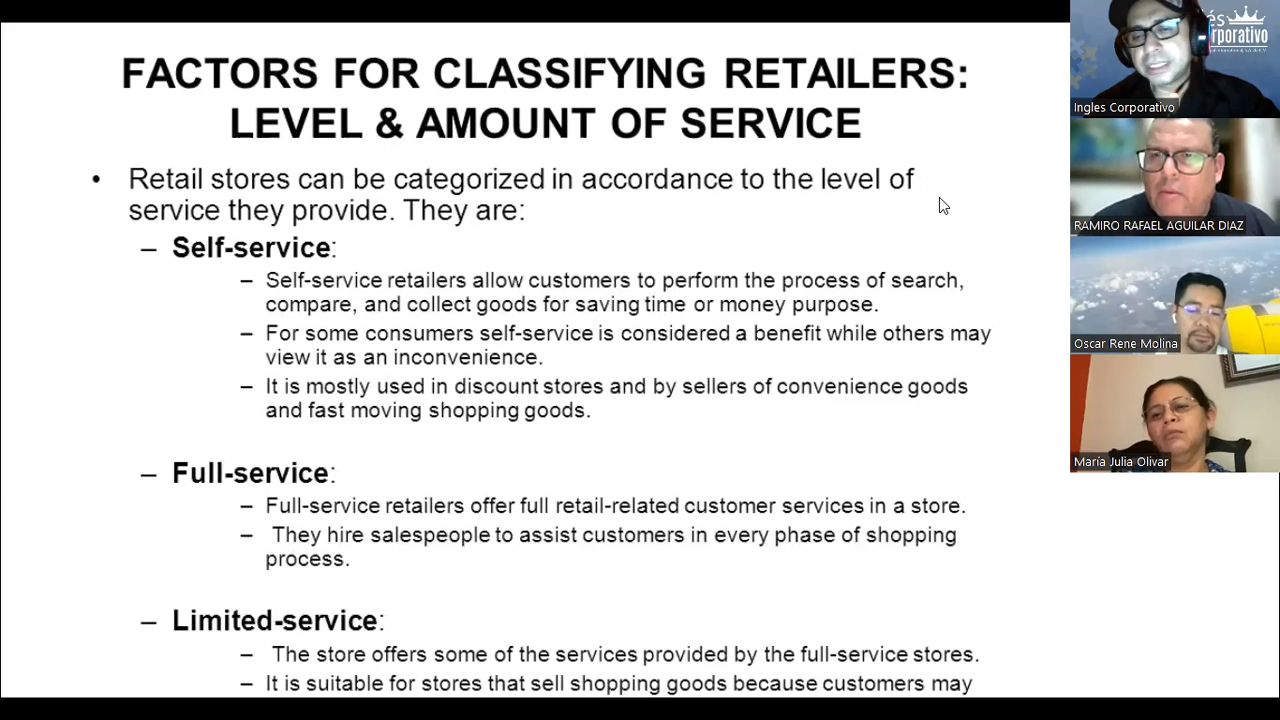 FACTORS FOR CLASSIFYING RETAILERS:
LEVEL & AMOUNT OF SERVICE
• Retail stores can be categorized in accordance to the level of
service they provide. They are:
– Self-service:
– Self-service retailers allow customers to perform the process of search,
compare, and collect goods for saving time or money purpose.
– For some consumers self-service is considered a benefit while others may
view it as an inconvenience.
– It is mostly used in discount stores and by sellers of convenience goods
and fast moving shopping goods.
– Full-service:
– Full-service retailers offer full retail-related customer services in a store.
– They hire salespeople to assist customers in every phase of shopping
process.
– Limited-service:
– The store offers some of the services provided by the full-service stores.
– It is suitable for stores that sell shopping goods because customers may
Ingles Corporativo
RAMIRO RAFAEL AGUILAR DIAZ
Oscar Rene Molina
María Julia Olivar